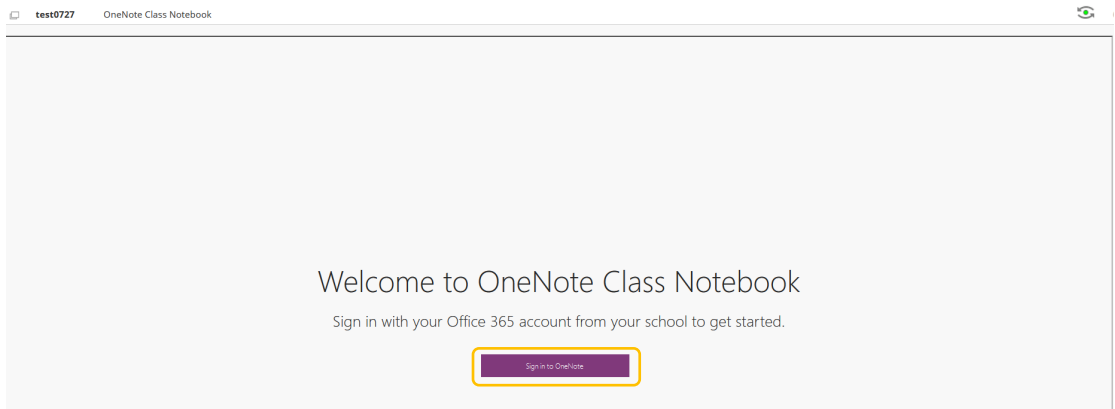 test0727 OneNote Class Notebook
Welcome to OneNote Class Notebook
Sign in with your Office 365 account from your school to get started.
Sign in to OneNote